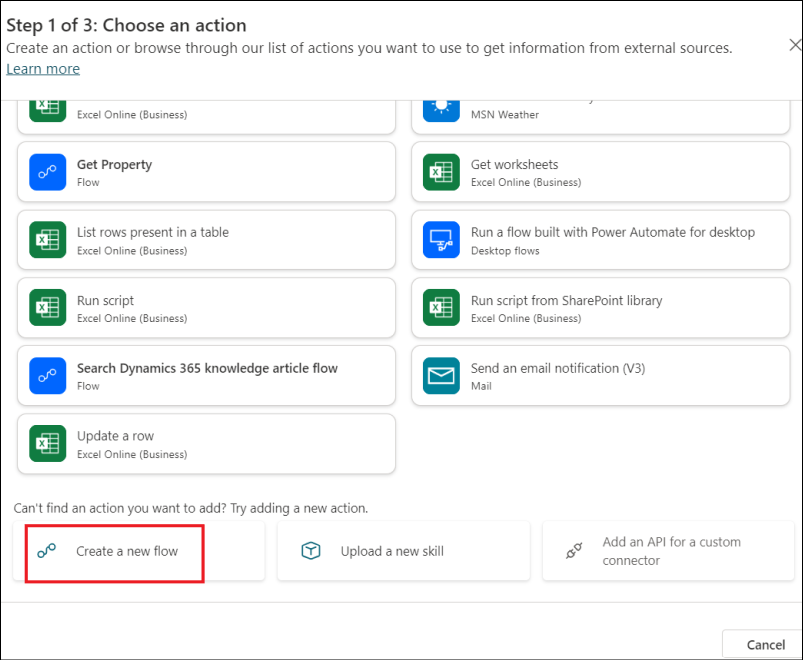 Step 1 of 3: Choose an action
Create an action or browse through our list of actions you want to use to get information from external sources.
Learn more
Excel Online (Business)
MSN Weather
Get Property
Flow
Get worksheets
Excel Online (Business)
List rows present in a table
Excel Online (Business)
Run a flow built with Power Automate for desktop
Desktop flows
Run script
Excel Online (Business)
Run script from SharePoint library
Excel Online (Business)
Search Dynamics 365 knowledge article flow
Flow
Send an email notification (V3)
Mail
Update a row
Excel Online (Business)
Can't find an action you want to add? Try adding a new action.
Create a new flow
Upload a new skill
Add an API for a custom
connector
Cancel